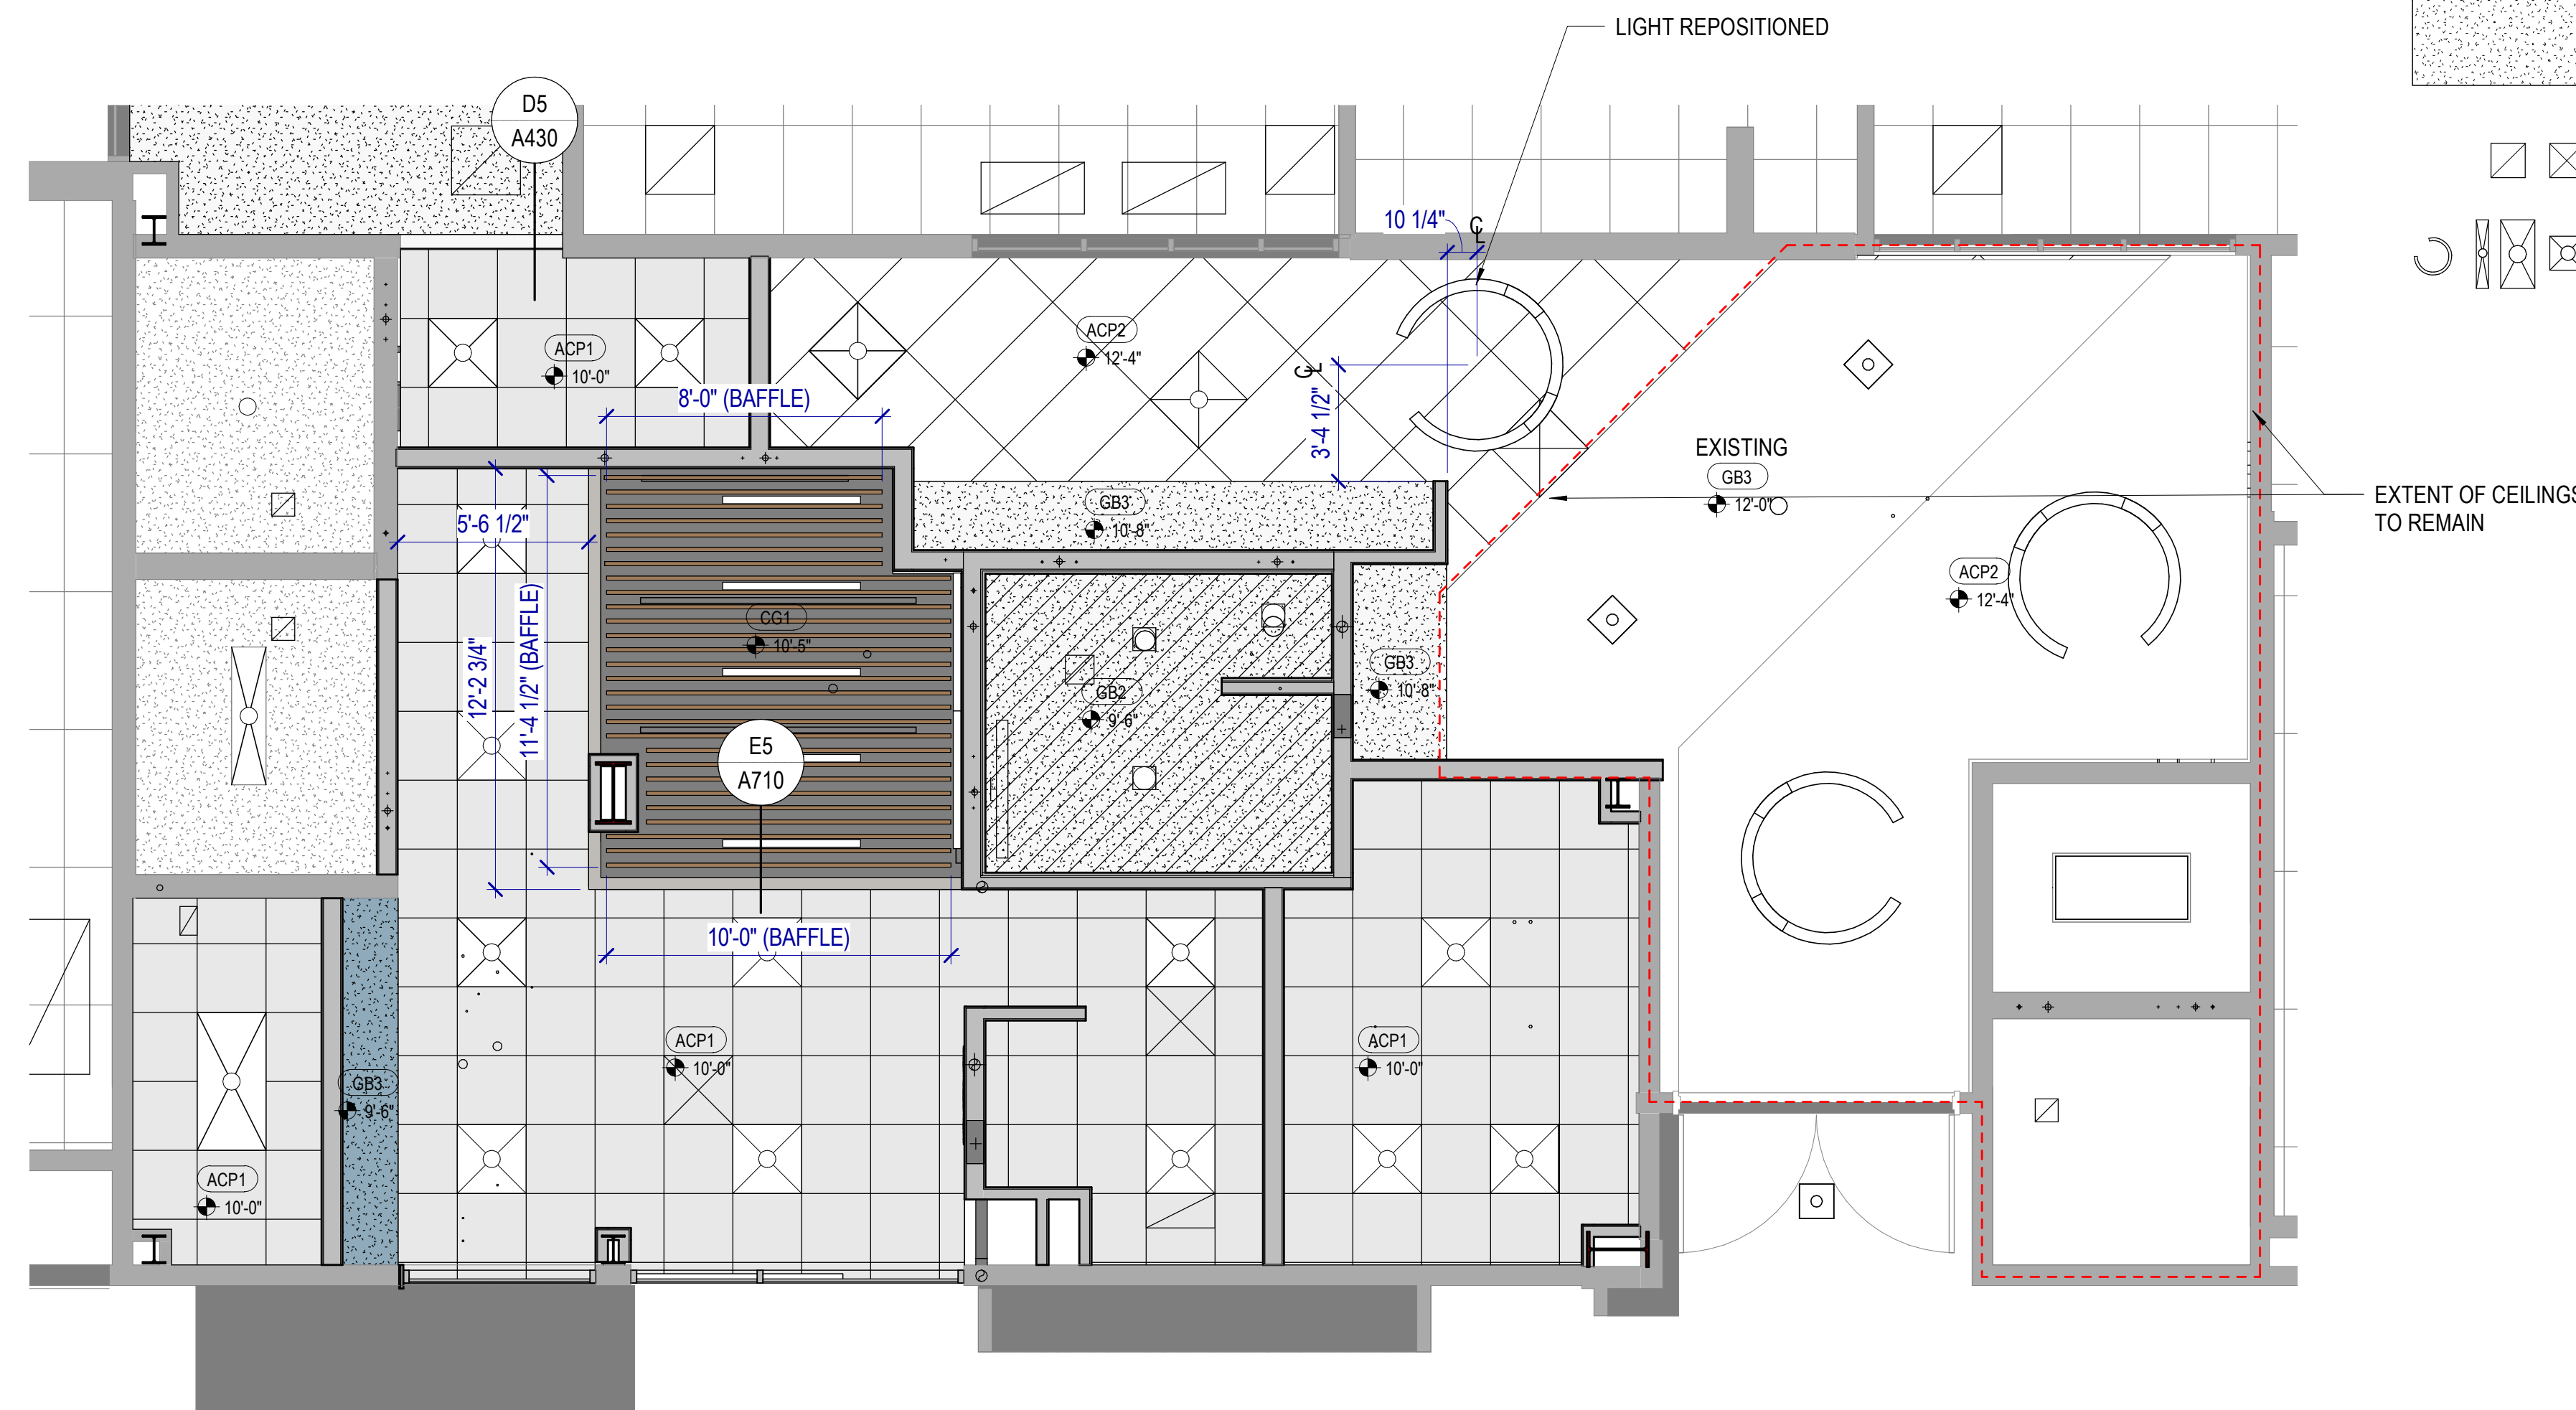 LIGHT REPOSITIONED
D5
A430
10 1/4"
CL
ACP2
12'-4"
ACP1
10'-0"
8'-0" (BAFFLE)
CL
3'-4 1/2"
EXISTING
GB3
12'-0"
GB3
10'-8"
EXTENT OF CEILINGS
TO REMAIN
5'-6 1/2"
ACP2
12'-4"
CG1
10'-5"
12'-2 3/4"
11'-4 1/2" (BAFFLE)
GB3
10'-8"
GB2
9'-6"
E5
A710
10'-0" (BAFFLE)
ACP1
10'-0"
ACP1
10'-0"
GB3
9'-6"
ACP1
10'-0"